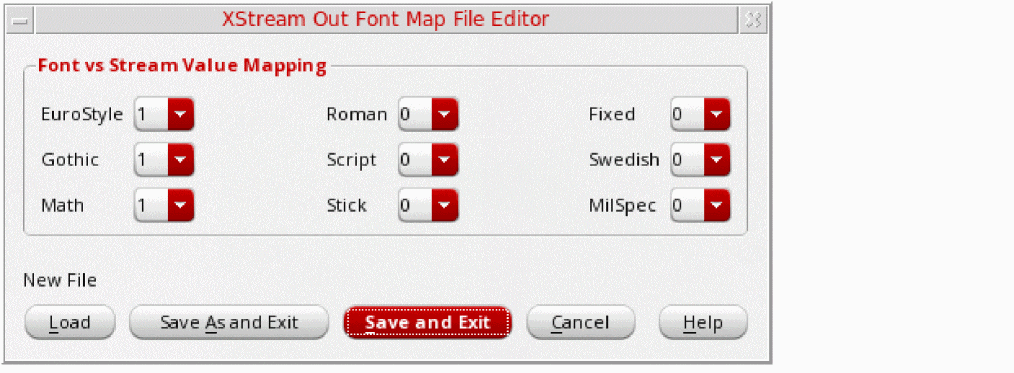 XStream Out Font Map File Editor
Font vs Stream Value Mapping
EuroStyle 1 Roman 0 Fixed 0
Gothic 1 Script 0 Swedish 0
Math 1 Stick 0 MilSpec 0
New File
Load Save As and Exit Save and Exit Cancel Help